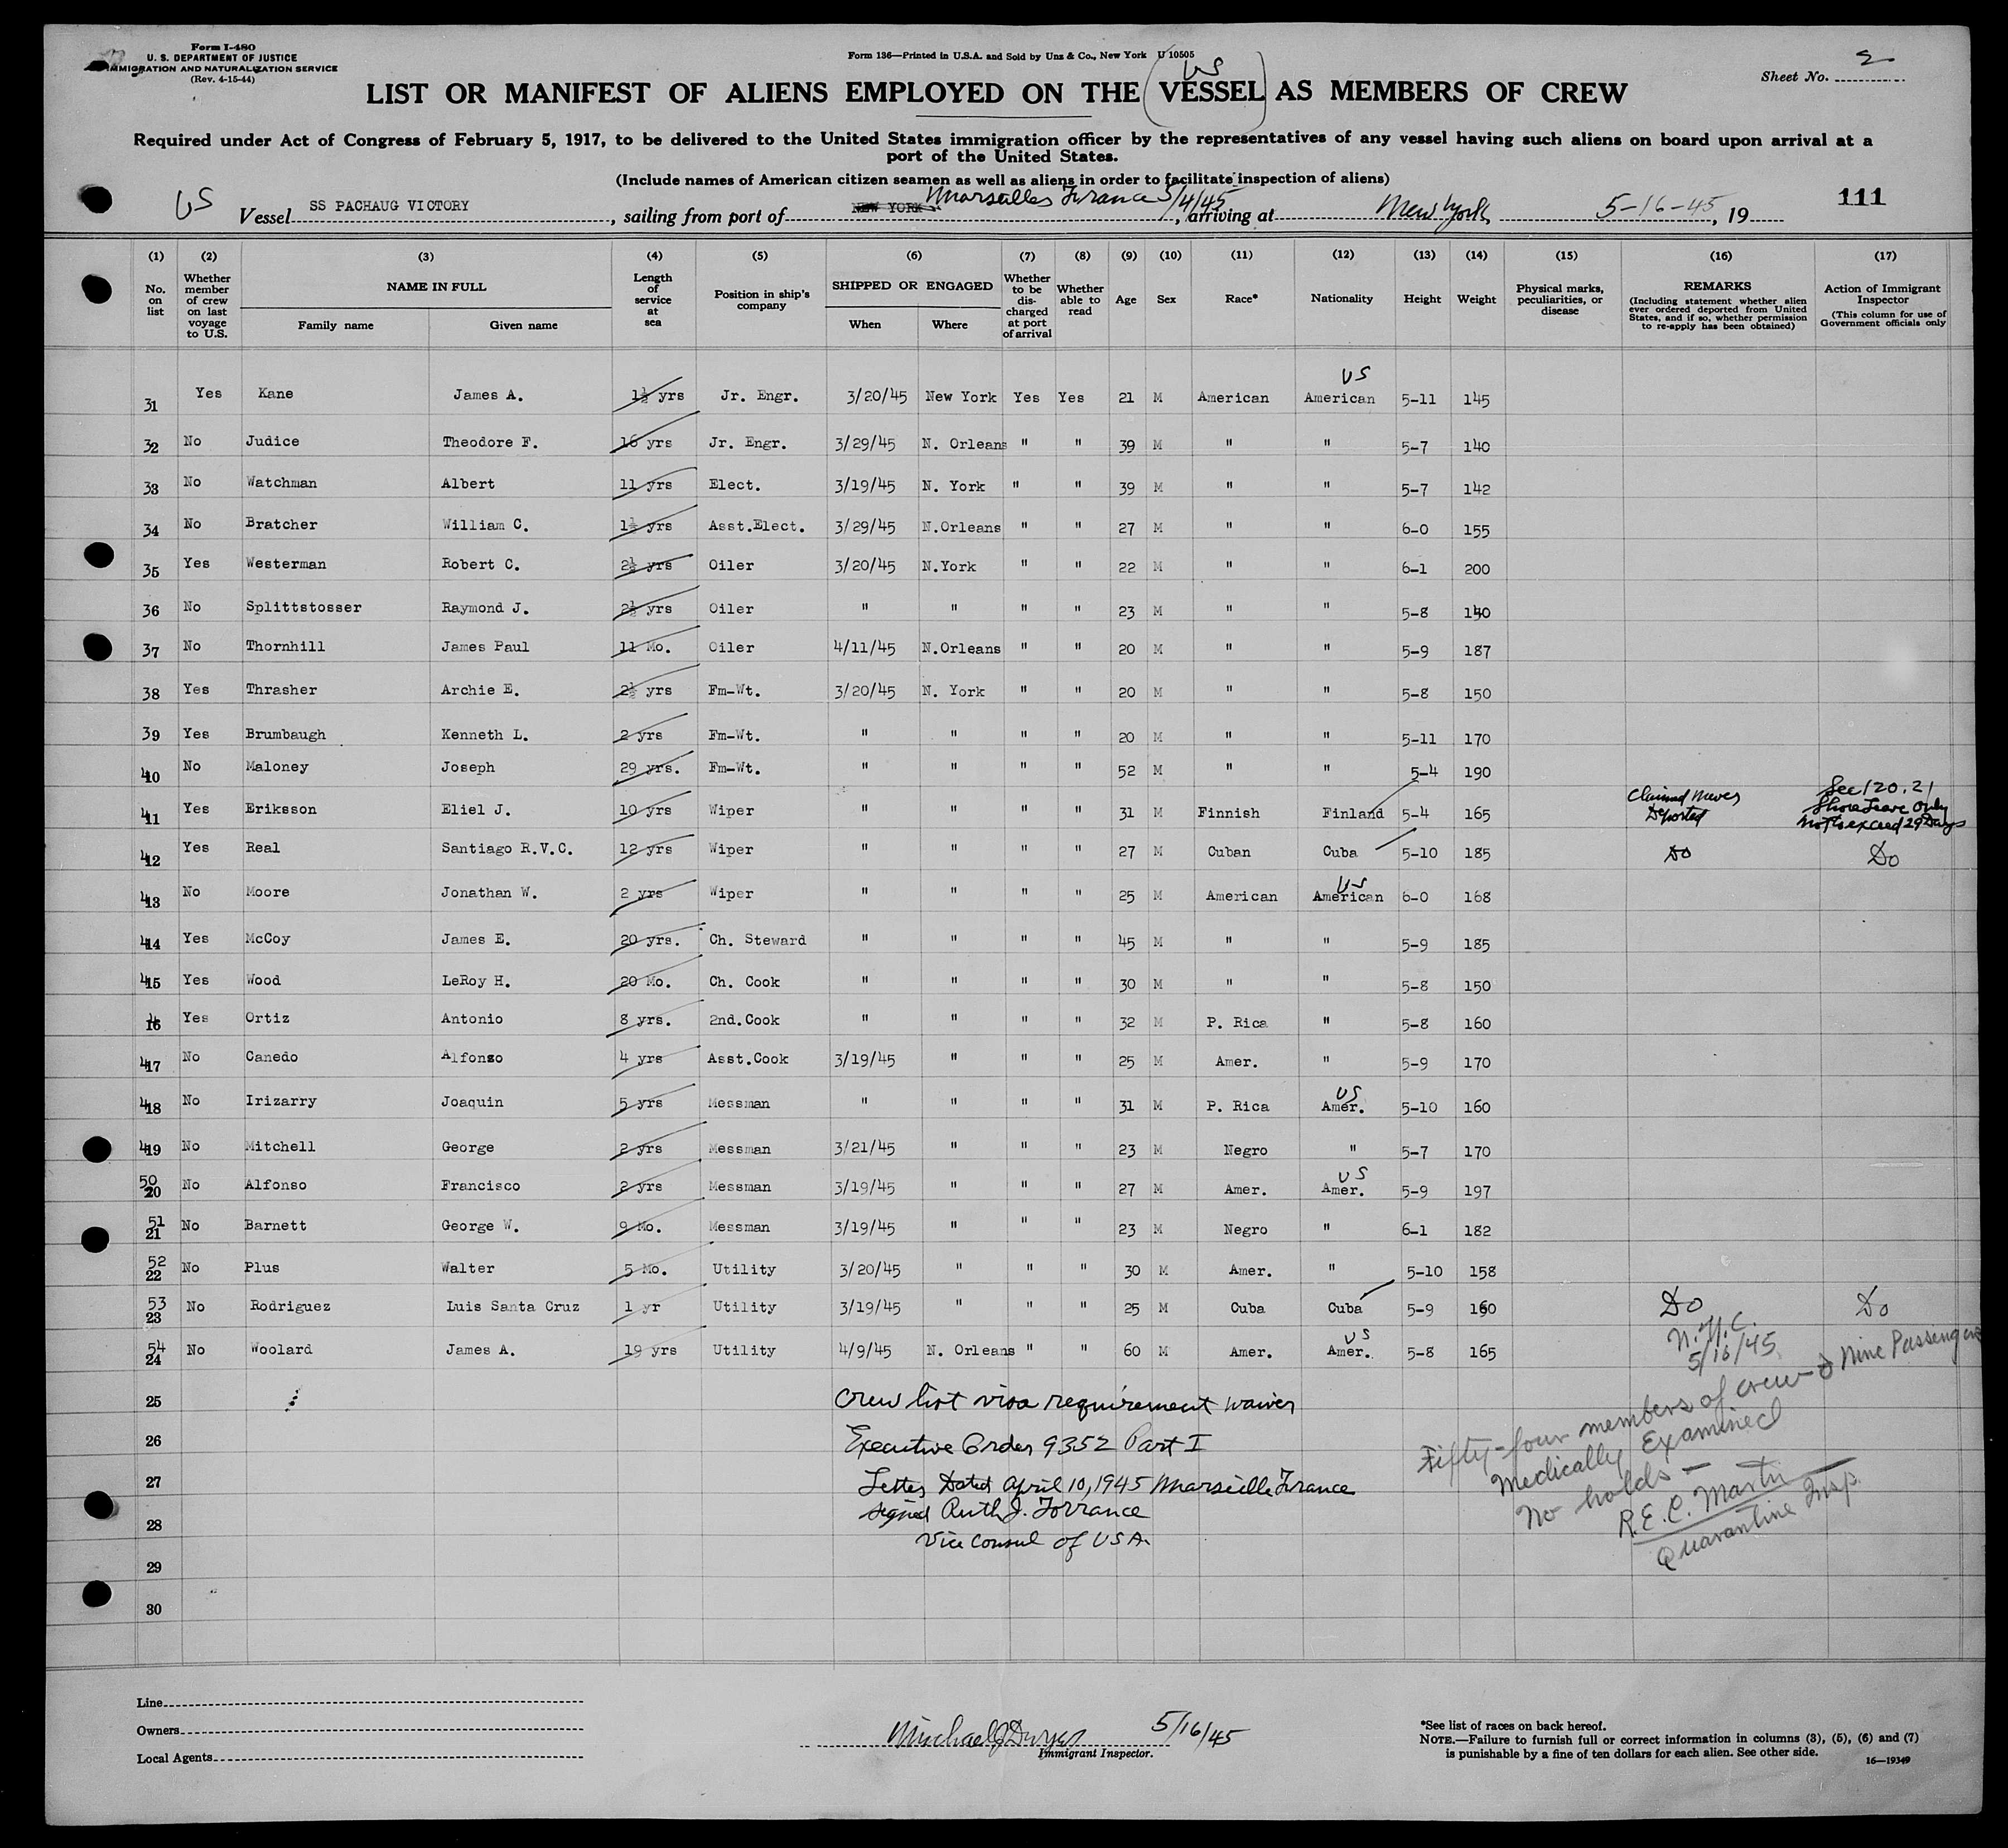 Form I-480
U. S. DEPARTMENT OF JUSTICE
IMMIGRATION AND NATURALIZATION SERVICE
(Rev. 4-15-44)
Form 136—Printed in U.S.A. and Sold by Unz & Co., New York U 10505
Sheet No. 2
US
LIST OR MANIFEST OF ALIENS EMPLOYED ON THE VESSEL AS MEMBERS OF CREW
Required under Act of Congress of February 5, 1917, to be delivered to the United States immigration officer by the representatives of any vessel having such aliens on board upon arrival at a
port of the United States.
(Include names of American citizen seamen as well as aliens in order to facilitate inspection of aliens)
US Vessel SS PACHAUG VICTORY, sailing from port of NEW YORK Marseilles France 5/4/45, arriving at New York 5-16-45, 19
111
(1) (2) (3) (4) (5) (6) (7) (8) (9) (10) (11) (12) (13) (14) (15) (16) (17)
No. on list
Whether member of crew on last voyage to U.S.
NAME IN FULL
Family name Given name
Length of service at sea
Position in ship's company
SHIPPED OR ENGAGED
When Where
Whether to be discharged at port of arrival
Whether able to read
Age
Sex
Race*
Nationality
Height
Weight
Physical marks, peculiarities, or disease
REMARKS
(Including statement whether alien ever ordered deported from United States, and if so, whether permission to re-apply has been obtained)
Action of Immigrant Inspector
(This column for use of Government officials only
31 Yes Kane James A. 1½ yrs Jr. Engr. 3/20/45 New York Yes Yes 21 M American American US 5-11 145
32 No Judice Theodore F. 16 yrs Jr. Engr. 3/29/45 N. Orleans " " 39 M " " 5-7 140
33 No Watchman Albert 11 yrs Elect. 3/19/45 N. York " " 39 M " " 5-7 142
34 No Bratcher William C. 1½ yrs Asst.Elect. 3/29/45 N.Orleans " " 27 M " " 6-0 155
35 Yes Westerman Robert C. 2½ yrs Oiler 3/20/45 N.York " " 22 M " " 6-1 200
36 No Splittstosser Raymond J. 2½ yrs Oiler " " " " 23 M " " 5-8 140
37 No Thornhill James Paul 11 Mo. Oiler 4/11/45 N.Orleans " " 20 M " " 5-9 187
38 Yes Thrasher Archie E. 2½ yrs Fm-Wt. 3/20/45 N. York " " 20 M " " 5-8 150
39 Yes Brumbaugh Kenneth L. 2 yrs Fm-Wt. " " " " 20 M " " 5-11 170
40 No Maloney Joseph 29 yrs. Fm-Wt. " " " " 52 M " " 5-4 190
41 Yes Eriksson Eliel J. 10 yrs Wiper " " " " 31 M Finnish Finland 5-4 165 Claimed Never Deported Sec 120.21 Shore Leave Only Not to exceed 29 Days
42 Yes Real Santiago R.V.C. 12 yrs Wiper " " " " 27 M Cuban Cuba 5-10 185 Do Do
43 No Moore Jonathan W. 2 yrs Wiper " " " " 25 M American American US 6-0 168
44 Yes McCoy James E. 20 yrs. Ch. Steward " " " " 45 M " " 5-9 185
45 Yes Wood LeRoy H. 20 Mo. Ch. Cook " " " " 30 M " " 5-8 150
46 Yes Ortiz Antonio 8 yrs. 2nd.Cook " " " " 32 M P. Rica " 5-8 160
47 No Canedo Alfonso 4 yrs Asst.Cook 3/19/45 " " " 25 M Amer. " 5-9 170
48 No Irizarry Joaquin 5 yrs Messman " " " " 31 M P. Rica Amer. US 5-10 160
49 No Mitchell George 2 yrs Messman 3/21/45 " " " 23 M Negro " 5-7 170
50 20 No Alfonso Francisco 2 yrs Messman 3/19/45 " " " 27 M Amer. Amer. US 5-9 197
51 21 No Barnett George W. 9 Mo. Messman 3/19/45 " " " 23 M Negro " 6-1 182
52 22 No Plus Walter 5 Mo. Utility 3/20/45 " " " 30 M Amer. " 5-10 158
53 23 No Rodriguez Luis Santa Cruz 1 yr Utility 3/19/45 " " " 25 M Cuba Cuba 5-9 160 Do Do
54 24 No Woolard James A. 19 yrs Utility 4/9/45 N. Orleans " " 60 M Amer. Amer. US 5-8 165
N.Y.C.
5/16/45
25 Crew list visa requirement waiver
26 Executive Order 9352 Part I
27 Letter Dated April 10, 1945 Marseille France
signed Ruth J. Torrance
28 Vice Consul of USA
29
30
Fifty-four members of crew & Nine Passengers
Medically Examined
No holds —
R.E.C. Martin
Quarantine Insp.
Line
Owners
Local Agents
Michael J Dwyer 5/16/45
Immigrant Inspector.
*See list of races on back hereof.
NOTE.—Failure to furnish full or correct information in columns (3), (5), (6) and (7)
is punishable by a fine of ten dollars for each alien. See other side.
16—19349